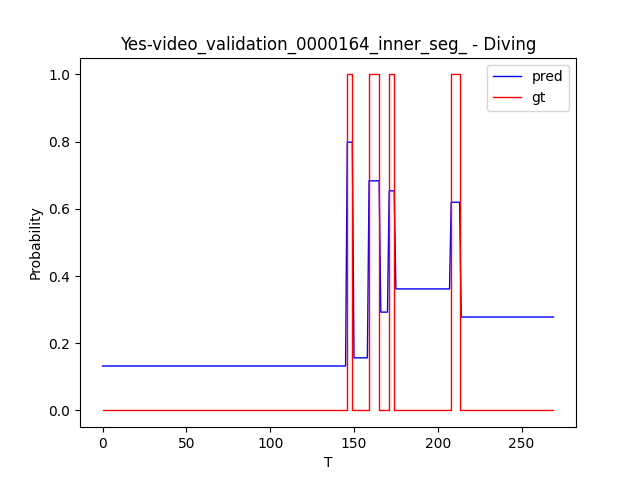 Yes-video_validation_0000164_inner_seg_ - Diving
pred
gt
Probability
1.0
0.8
0.6
0.4
0.2
0.0
0 50 100 150 200 250
T